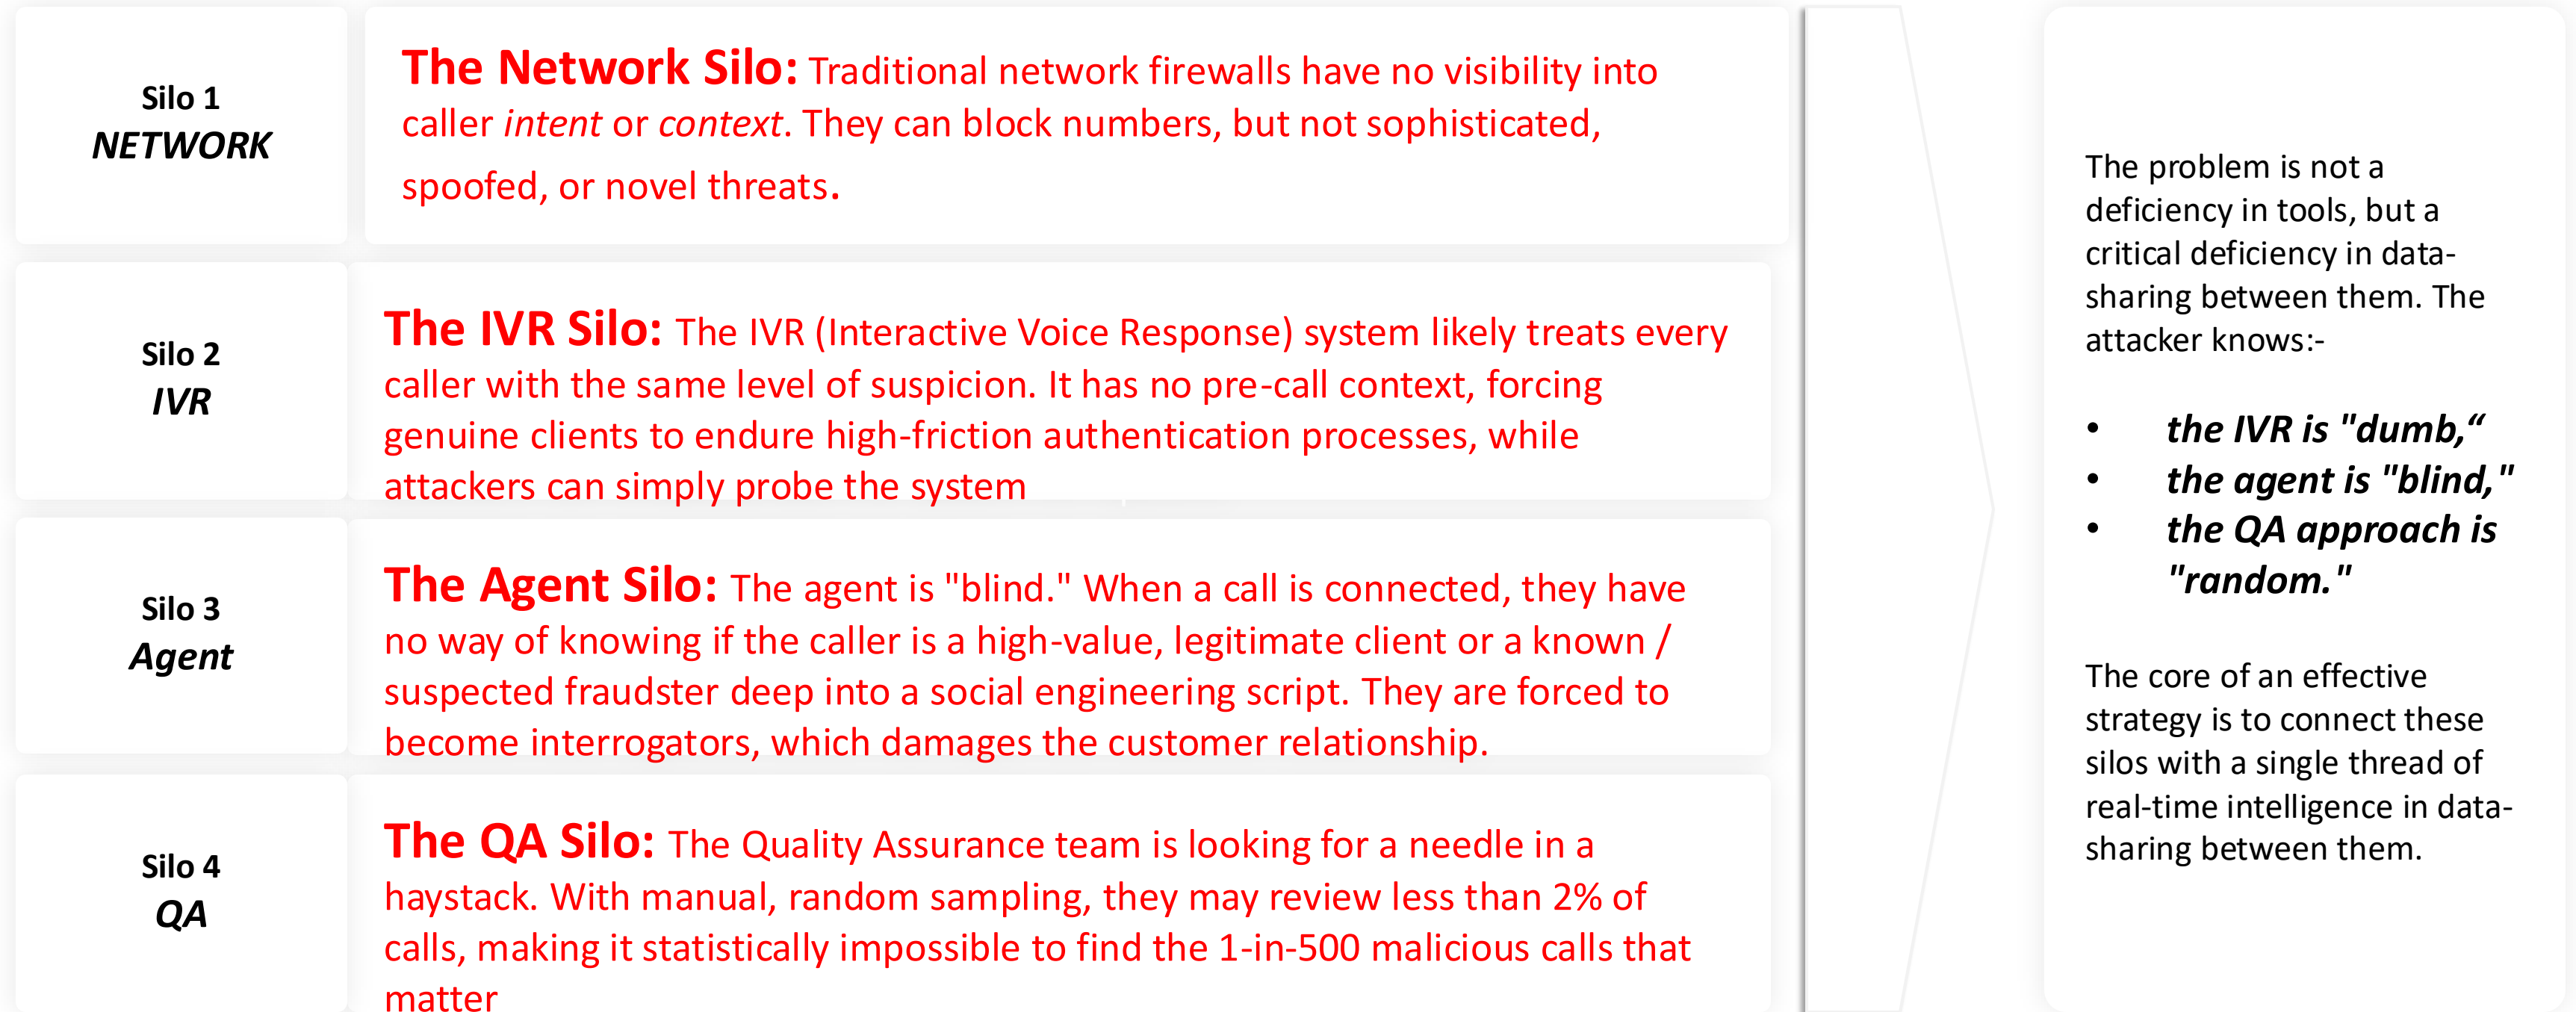 Silo 1
NETWORK
The Network Silo: Traditional network firewalls have no visibility into
caller intent or context. They can block numbers, but not sophisticated,
spoofed, or novel threats.
Silo 2
IVR
The IVR Silo: The IVR (Interactive Voice Response) system likely treats every
caller with the same level of suspicion. It has no pre-call context, forcing
genuine clients to endure high-friction authentication processes, while
attackers can simply probe the system
Silo 3
Agent
The Agent Silo: The agent is "blind." When a call is connected, they have
no way of knowing if the caller is a high-value, legitimate client or a known /
suspected fraudster deep into a social engineering script. They are forced to
become interrogators, which damages the customer relationship.
Silo 4
QA
The QA Silo: The Quality Assurance team is looking for a needle in a
haystack. With manual, random sampling, they may review less than 2% of
calls, making it statistically impossible to find the 1-in-500 malicious calls that
matter
The problem is not a
deficiency in tools, but a
critical deficiency in data-
sharing between them. The
attacker knows:-
• the IVR is "dumb,“
• the agent is "blind,"
• the QA approach is
"random."
The core of an effective
strategy is to connect these
silos with a single thread of
real-time intelligence in data-
sharing between them.